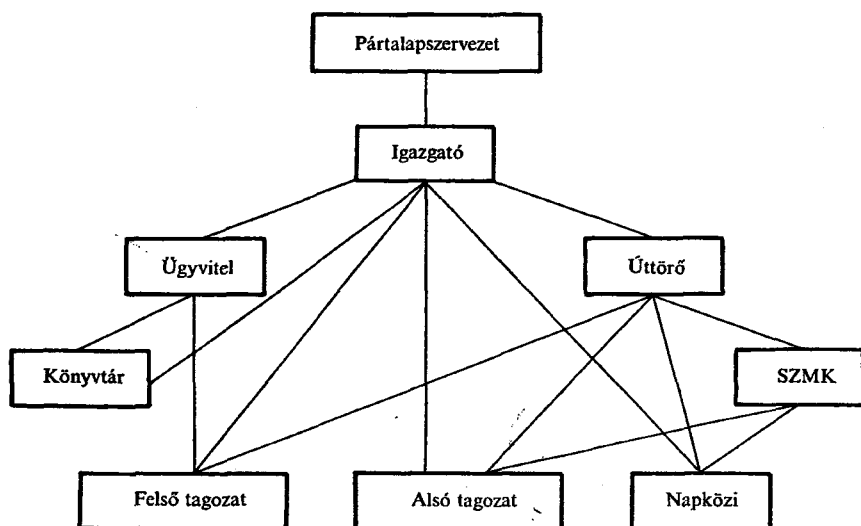 Pártalapszervezet
Igazgató
Ügyvitel
Úttörő
Könyvtár
SZMK
Felső tagozat
Alsó tagozat
Napközi